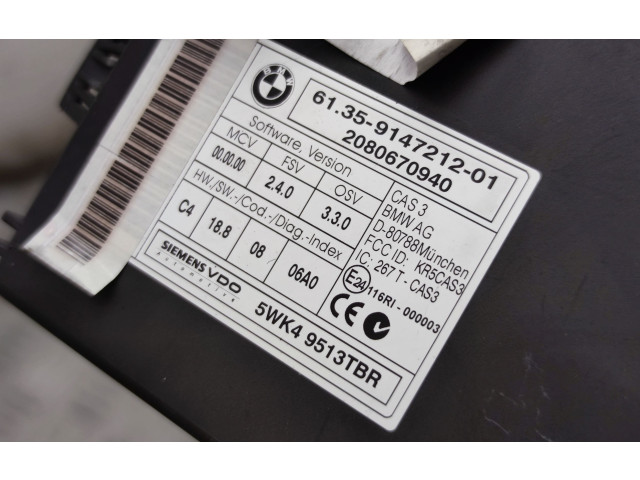 BMW
61.35-9147212-01
2080670940
Software, Version
MCV FSV OSV
00.00.00 2.4.0 3.3.0
HW./SW.-/Cod.-/Diag.-Index
C4 18.8 08 06A0
SIEMENS VDO
Automotive
5WK4 9513TBR
CAS 3
BMW AG
D-80788München
FCC ID: KR5CAS3
IC: 267 T - CAS3
E24 116RI - 000003
CE